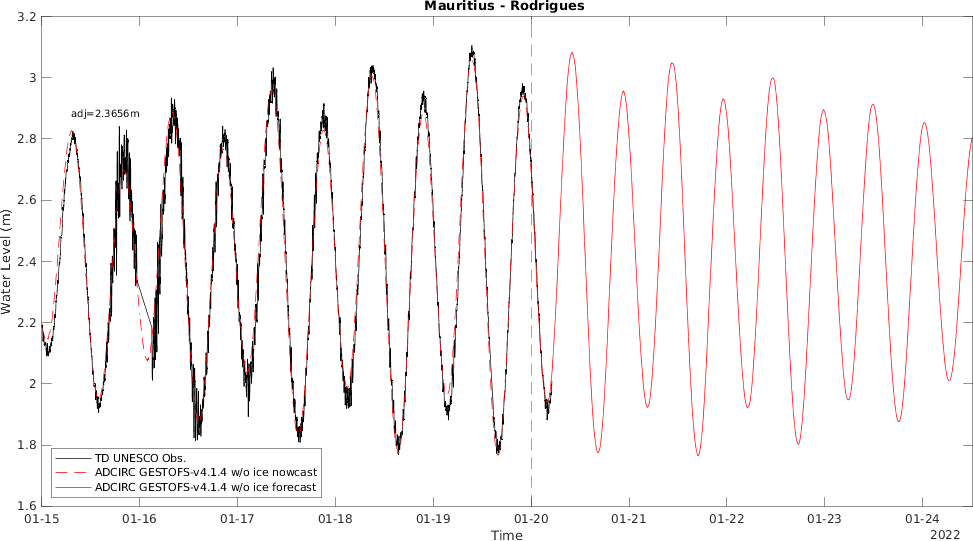 Mauritius - Rodrigues
3.2
3
2.8
2.6
2.4
2.2
2
1.8
1.6
Water Level (m)
adj=2.3656m
TD UNESCO Obs.
ADCIRC GESTOFS-v4.1.4 w/o ice nowcast
ADCIRC GESTOFS-v4.1.4 w/o ice forecast
01-15 01-16 01-17 01-18 01-19 01-20 01-21 01-22 01-23 01-24
Time
2022